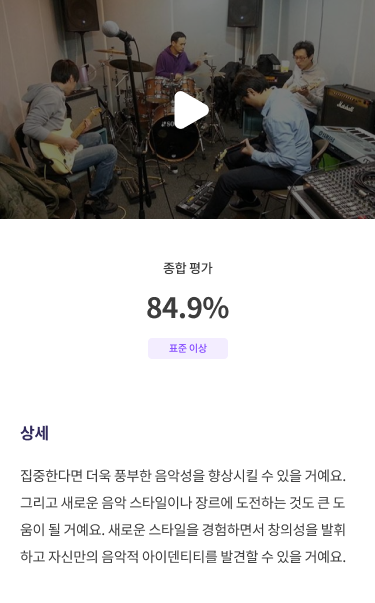 Marshall
종합 평가
84.9%
표준 이상
상세
집중한다면 더욱 풍부한 음악성을 향상시킬 수 있을 거예요.
그리고 새로운 음악 스타일이나 장르에 도전하는 것도 큰 도
움이 될 거예요. 새로운 스타일을 경험하면서 창의성을 발휘
하고 자신만의 음악적 아이덴티티를 발견할 수 있을 거예요.